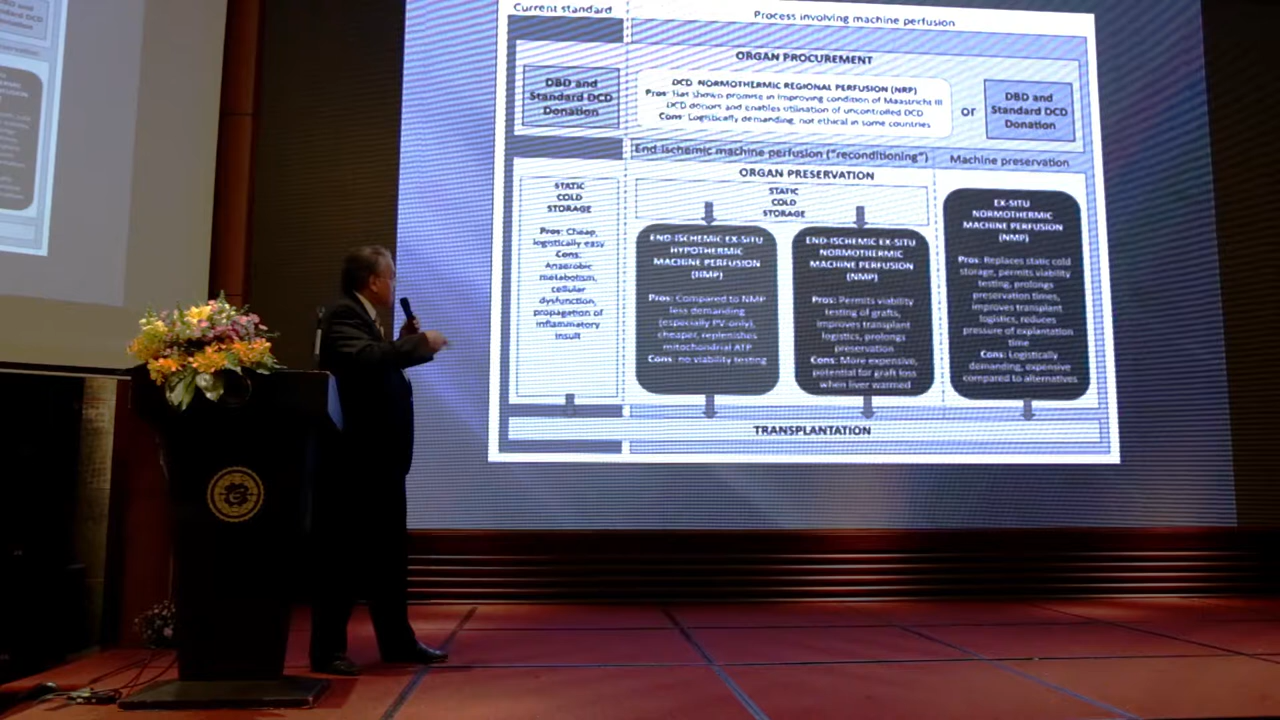 Current standard
Process involving machine perfusion
ORGAN PROCUREMENT
DBD and
Standard DCD
Donation
DCD NORMOTHERMIC REGIONAL PERFUSION (NRP)
Pros: Has shown promise in improving condition of Maastricht III
DCD donors and enables utilisation of uncontrolled DCD
Cons: Logistically demanding, not ethical in some countries
or
DBD and
Standard DCD
Donation
End ischemic machine perfusion ("reconditioning")
Machine preservation
ORGAN PRESERVATION
STATIC
COLD
STORAGE
Pros: Cheap,
logistically easy
Cons:
Anaerobic
metabolism,
cellular
dysfunction,
propagation of
inflammatory
insult
STATIC
COLD
STORAGE
END-ISCHEMIC EX-SITU
HYPOTHERMIC
MACHINE PERFUSION
(HMP)
Pros: Compared to NMP
less demanding
(especially PV-only),
cheaper, replenishes
mitochondrial ATP
Cons: no viability testing
END-ISCHEMIC EX-SITU
NORMOTHERMIC
MACHINE PERFUSION
(NMP)
Pros: Permits viability
testing of grafts,
improves transplant
logistics, prolongs
preservation
Cons: More expensive,
potential for graft loss
when liver warmed
EX-SITU
NORMOTHERMIC
MACHINE PERFUSION
(NMP)
Pros: Replaces static cold
storage, permits viability
testing, prolongs
preservation times,
improves transplant
logistics, reduces
pressure of explantation
time
Cons: Logistically
demanding, expensive
compared to alternatives
TRANSPLANTATION